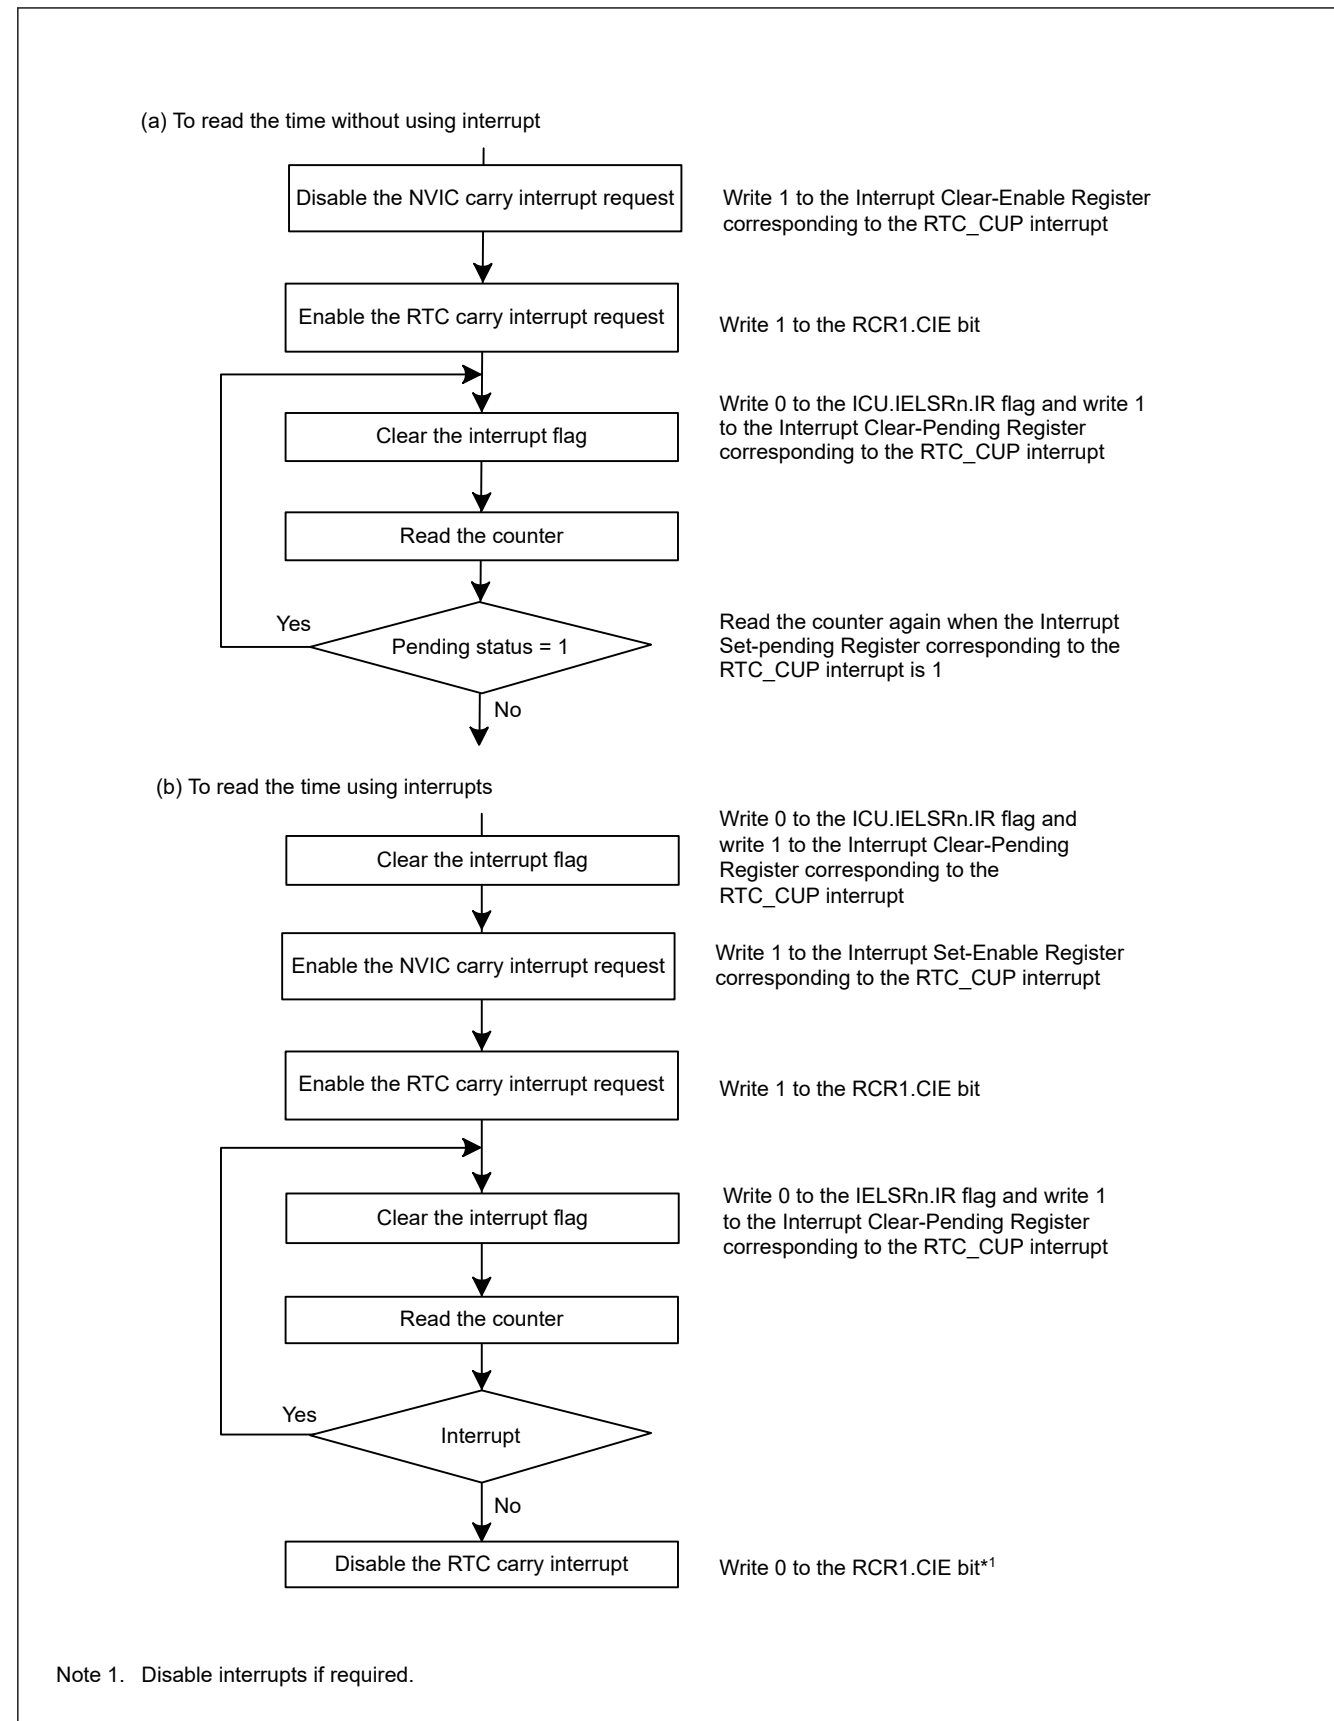 (a) To read the time without using interrupt
Disable the NVIC carry interrupt request
Write 1 to the Interrupt Clear-Enable Register
corresponding to the RTC_CUP interrupt
Enable the RTC carry interrupt request
Write 1 to the RCR1.CIE bit
Clear the interrupt flag
Write 0 to the ICU.IELSRn.IR flag and write 1
to the Interrupt Clear-Pending Register
corresponding to the RTC_CUP interrupt
Read the counter
Yes
Pending status = 1
Read the counter again when the Interrupt
Set-pending Register corresponding to the
RTC_CUP interrupt is 1
No
(b) To read the time using interrupts
Clear the interrupt flag
Write 0 to the ICU.IELSRn.IR flag and
write 1 to the Interrupt Clear-Pending
Register corresponding to the
RTC_CUP interrupt
Enable the NVIC carry interrupt request
Write 1 to the Interrupt Set-Enable Register
corresponding to the RTC_CUP interrupt
Enable the RTC carry interrupt request
Write 1 to the RCR1.CIE bit
Clear the interrupt flag
Write 0 to the IELSRn.IR flag and write 1
to the Interrupt Clear-Pending Register
corresponding to the RTC_CUP interrupt
Read the counter
Yes
Interrupt
No
Disable the RTC carry interrupt
Write 0 to the RCR1.CIE bit*1
Note 1. Disable interrupts if required.